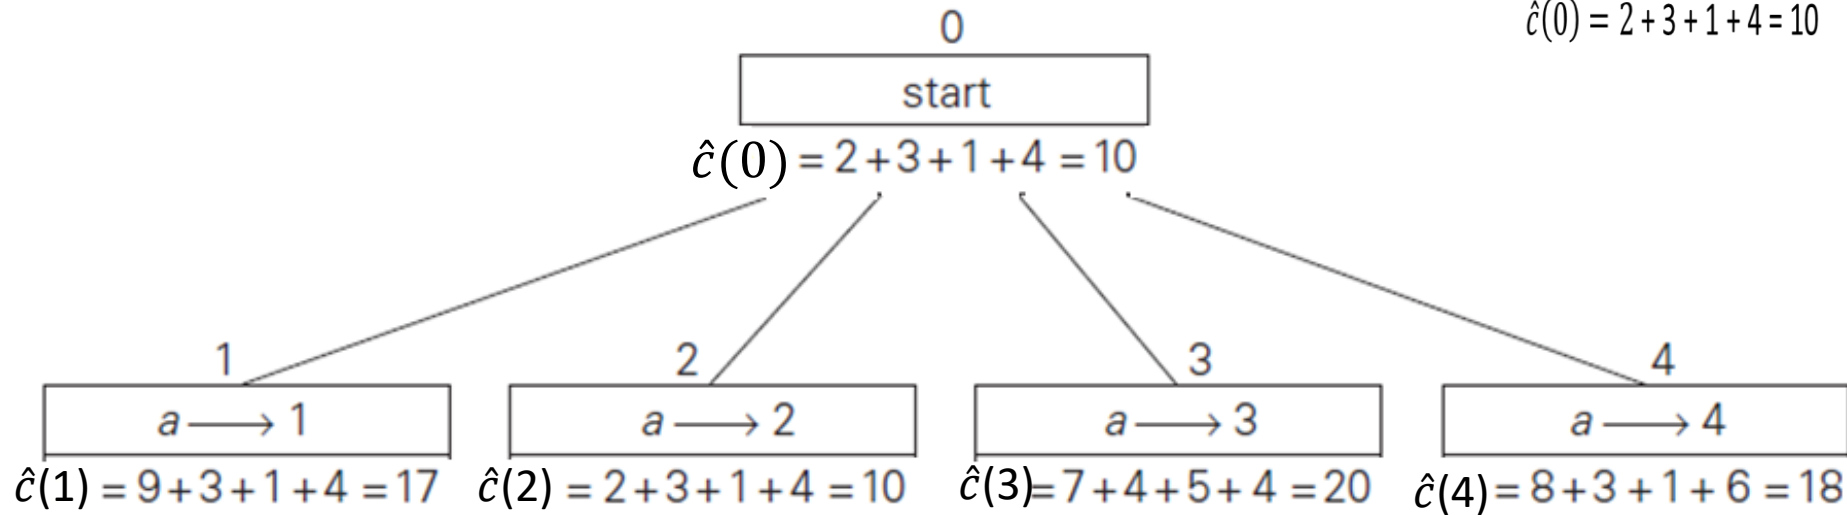 ĉ(0) = 2 + 3 + 1 + 4 = 10
0
start
ĉ(0) = 2 + 3 + 1 + 4 = 10
1 2 3 4
a ⟶ 1 a ⟶ 2 a ⟶ 3 a ⟶ 4
ĉ(1) = 9 + 3 + 1 + 4 = 17 ĉ(2) = 2 + 3 + 1 + 4 = 10 ĉ(3) = 7 + 4 + 5 + 4 = 20 ĉ(4) = 8 + 3 + 1 + 6 = 18